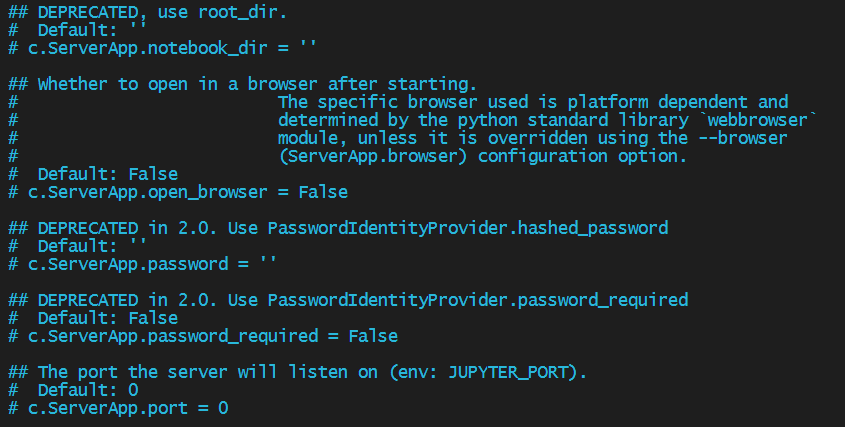 ## DEPRECATED, use root_dir.
#  Default: ''
# c.ServerApp.notebook_dir = ''

## Whether to open in a browser after starting.
#                          The specific browser used is platform dependent and
#                          determined by the python standard library `webbrowser`
#                          module, unless it is overridden using the --browser
#                          (ServerApp.browser) configuration option.
#  Default: False
# c.ServerApp.open_browser = False

## DEPRECATED in 2.0. Use PasswordIdentityProvider.hashed_password
#  Default: ''
# c.ServerApp.password = ''

## DEPRECATED in 2.0. Use PasswordIdentityProvider.password_required
#  Default: False
# c.ServerApp.password_required = False

## The port the server will listen on (env: JUPYTER_PORT).
#  Default: 0
# c.ServerApp.port = 0